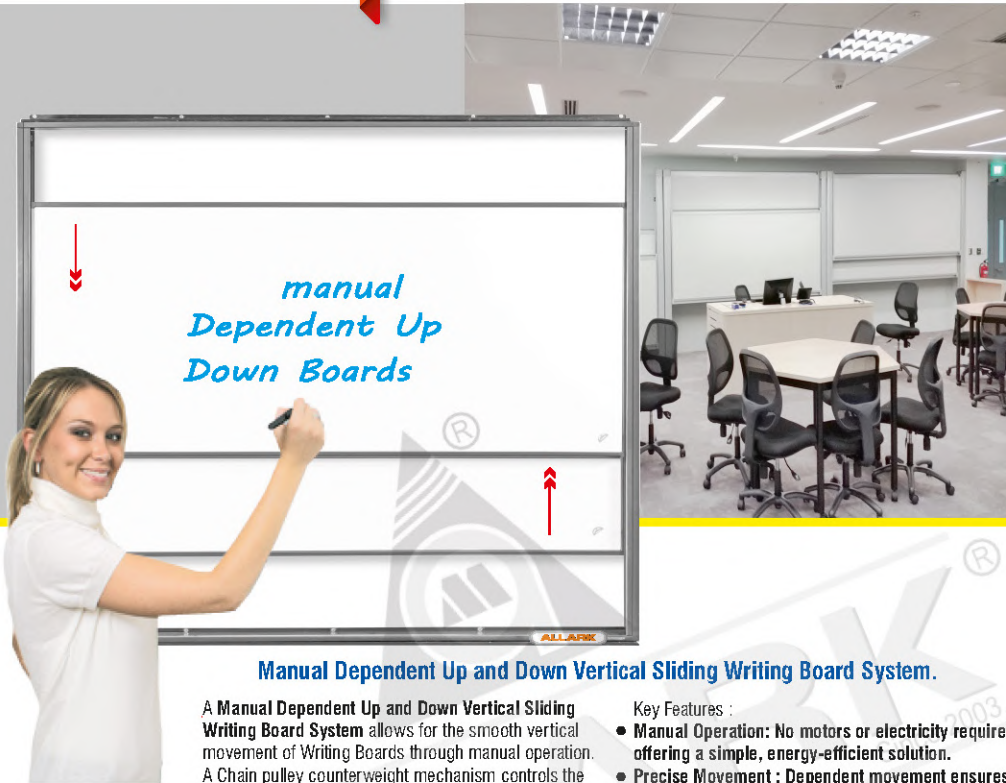 manual
Dependent Up
Down Boards
®
ALLARK
®
Manual Dependent Up and Down Vertical Sliding Writing Board System.
A Manual Dependent Up and Down Vertical Sliding
Writing Board System allows for the smooth vertical
movement of Writing Boards through manual operation.
A Chain pulley counterweight mechanism controls the
Key Features :
● Manual Operation: No motors or electricity require
offering a simple, energy-efficient solution.
● Precise Movement : Dependent movement ensures
ARK
2003